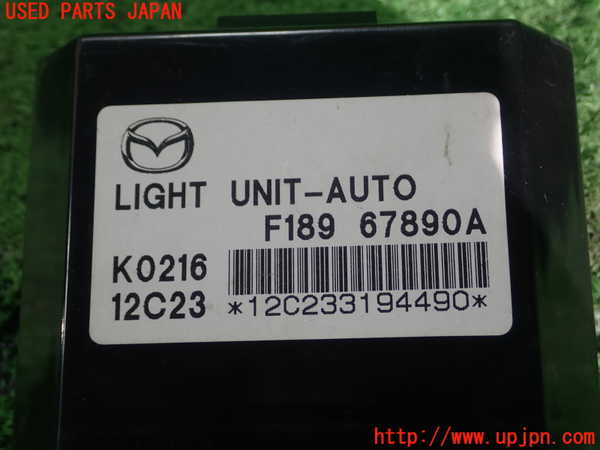 USED PARTS JAPAN
LIGHT UNIT-AUTO
F189 67890A
K0216
12C23 *12C233194490*
http://www.upjpn.com/